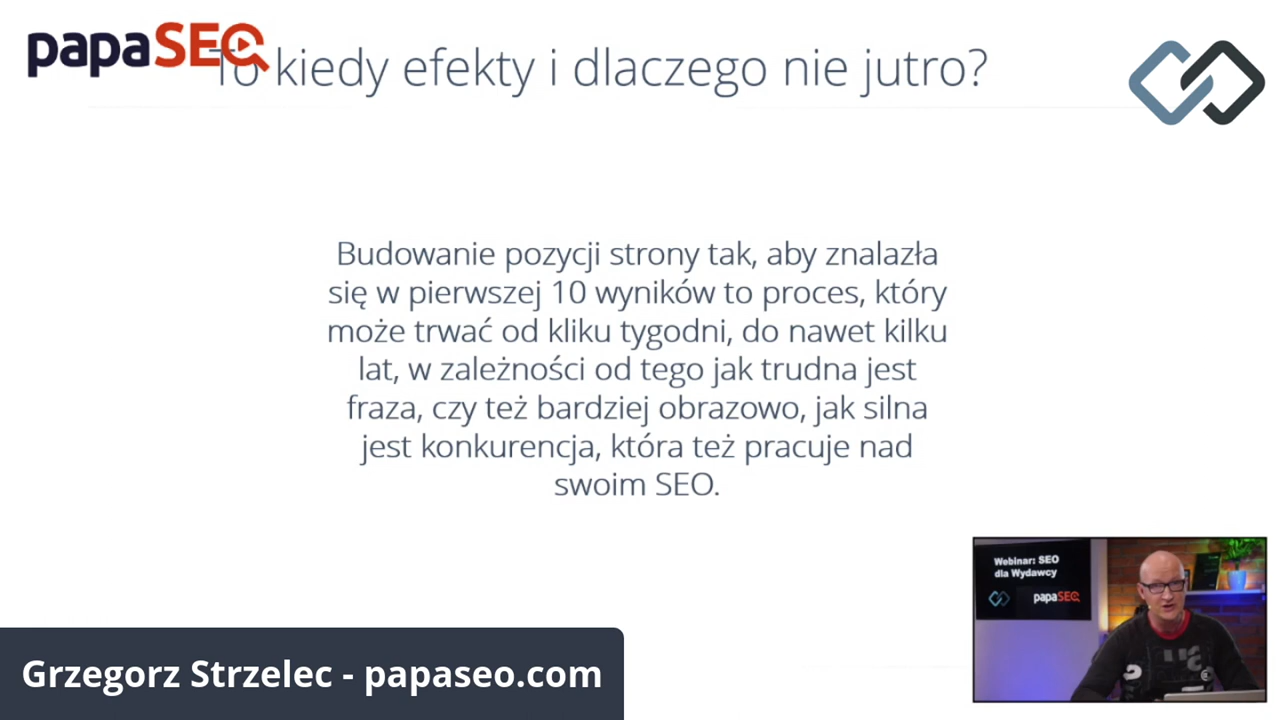 papaSEO
To kiedy efekty i dlaczego nie jutro?
Budowanie pozycji strony tak, aby znalazła
się w pierwszej 10 wyników to proces, który
może trwać od kliku tygodni, do nawet kilku
lat, w zależności od tego jak trudna jest
fraza, czy też bardziej obrazowo, jak silna
jest konkurencja, która też pracuje nad
swoim SEO.
Webinar: SEO
dla Wydawcy
papaSEO
Grzegorz Strzelec - papaseo.com